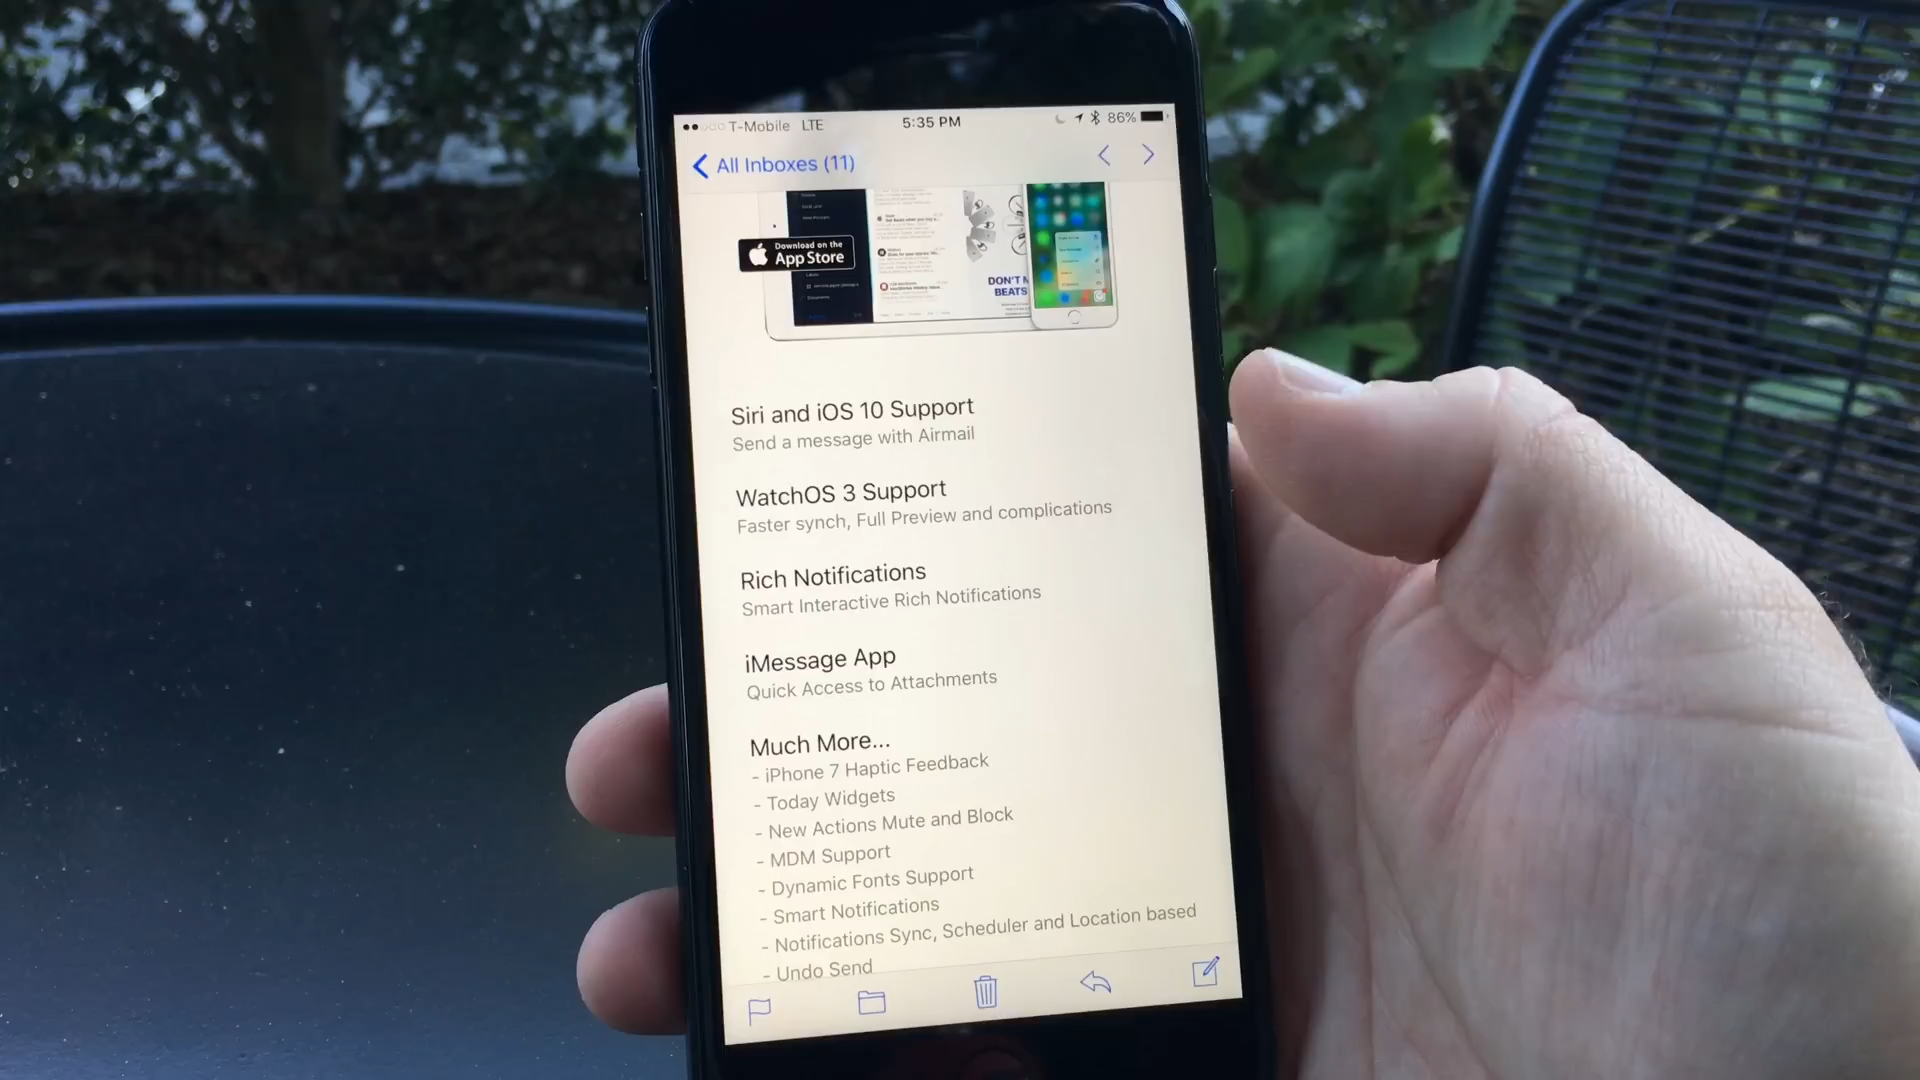 T-Mobile LTE 5:35 PM 86%
All Inboxes (11)
Download on the
App Store
DON'T
BEATS
Siri and iOS 10 Support
Send a message with Airmail
WatchOS 3 Support
Faster synch, Full Preview and complications
Rich Notifications
Smart Interactive Rich Notifications
iMessage App
Quick Access to Attachments
Much More...
- iPhone 7 Haptic Feedback
- Today Widgets
- New Actions Mute and Block
- MDM Support
- Dynamic Fonts Support
- Smart Notifications
- Notifications Sync, Scheduler and Location based
- Undo Send